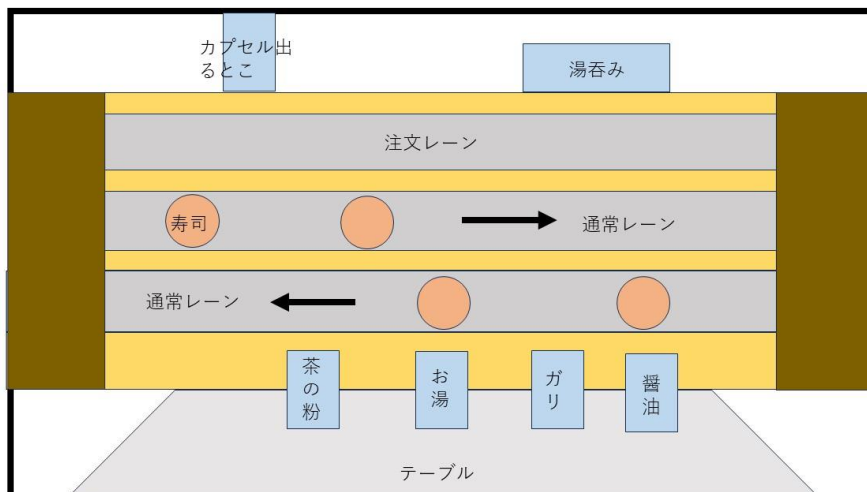 カプセル出
るとこ
湯呑み
注文レーン
寿司
通常レーン
通常レーン
茶の粉
お湯
ガリ
醤油
テーブル